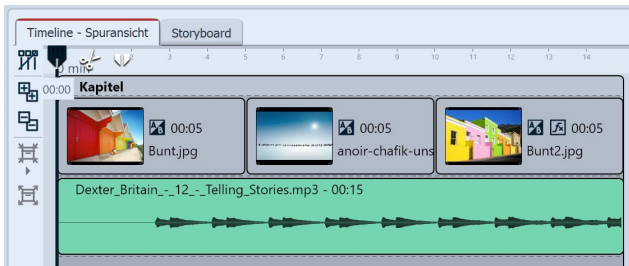 Timeline - Spuransicht Storyboard
0 min 2 3 4 5 6 7 8 9 10 11 12 13 14
00:00 Kapitel
00:05 00:05 00:05
Bunt.jpg anoir-chafik-uns Bunt2.jpg
Dexter_Britain_-_12_-_Telling_Stories.mp3 - 00:15